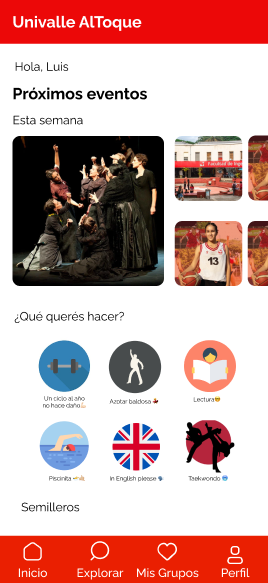 Univalle AlToque
Hola, Luis
Próximos eventos
Esta semana
Facultad de Inge
13
¿Qué querés hacer?
Un ciclo al año
no hace daño💪🏼
Azotar baldosa 💃
Lectura🤓
Piscinita
in English please 🗣️
Taekwondo 🥶
Semilleros
Inicio
Explorar
Mis Grupos
Perfil